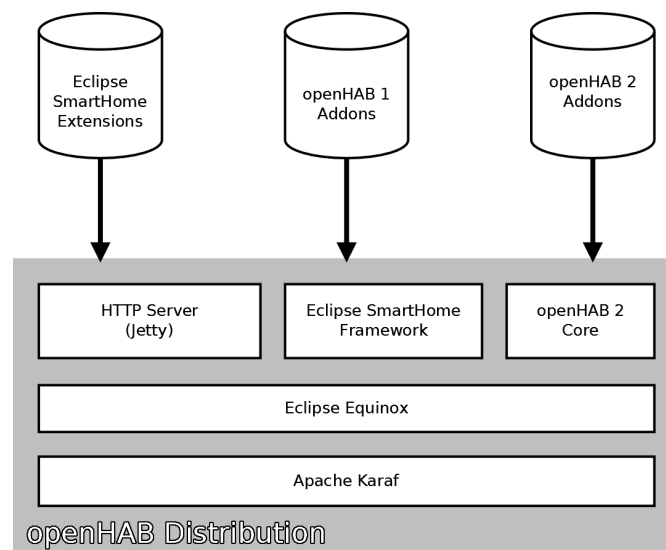 Eclipse
SmartHome
Extensions
openHAB 1
Addons
openHAB 2
Addons
HTTP Server
(Jetty)
Eclipse SmartHome
Framework
openHAB 2
Core
Eclipse Equinox
Apache Karaf
openHAB Distribution